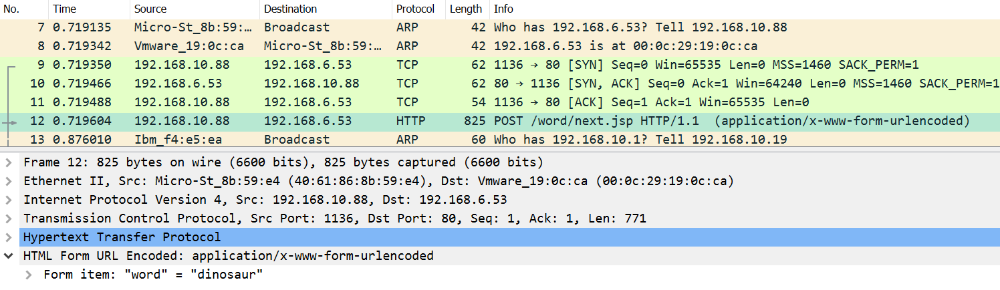 No. Time Source Destination Protocol Length Info
7 0.719135 Micro-St_8b:59:… Broadcast ARP 42 Who has 192.168.6.53? Tell 192.168.10.88
8 0.719342 Vmware_19:0c:ca Micro-St_8b:59:… ARP 42 192.168.6.53 is at 00:0c:29:19:0c:ca
9 0.719350 192.168.10.88 192.168.6.53 TCP 62 1136 → 80 [SYN] Seq=0 Win=65535 Len=0 MSS=1460 SACK_PERM=1
10 0.719466 192.168.6.53 192.168.10.88 TCP 62 80 → 1136 [SYN, ACK] Seq=0 Ack=1 Win=64240 Len=0 MSS=1460 SACK_PERM=1
11 0.719488 192.168.10.88 192.168.6.53 TCP 54 1136 → 80 [ACK] Seq=1 Ack=1 Win=65535 Len=0
12 0.719604 192.168.10.88 192.168.6.53 HTTP 825 POST /word/next.jsp HTTP/1.1 (application/x-www-form-urlencoded)
13 0.876010 Ibm_f4:e5:ea Broadcast ARP 60 Who has 192.168.10.1? Tell 192.168.10.19
Frame 12: 825 bytes on wire (6600 bits), 825 bytes captured (6600 bits)
Ethernet II, Src: Micro-St_8b:59:e4 (40:61:86:8b:59:e4), Dst: Vmware_19:0c:ca (00:0c:29:19:0c:ca)
Internet Protocol Version 4, Src: 192.168.10.88, Dst: 192.168.6.53
Transmission Control Protocol, Src Port: 1136, Dst Port: 80, Seq: 1, Ack: 1, Len: 771
Hypertext Transfer Protocol
HTML Form URL Encoded: application/x-www-form-urlencoded
Form item: "word" = "dinosaur"